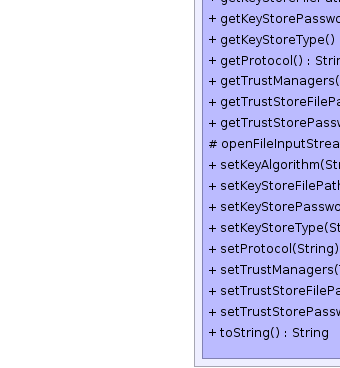 + getKeyStorePasswo
+ getKeyStoreType()
+ getProtocol() : Strin
+ getTrustManagers(
+ getTrustStoreFilePa
+ getTrustStorePassw
# openFileInputStrea
+ setKeyAlgorithm(Str
+ setKeyStoreFilePath
+ setKeyStorePasswo
+ setKeyStoreType(St
+ setProtocol(String)
+ setTrustManagers(T
+ setTrustStoreFilePa
+ setTrustStorePassw
+ toString() : String